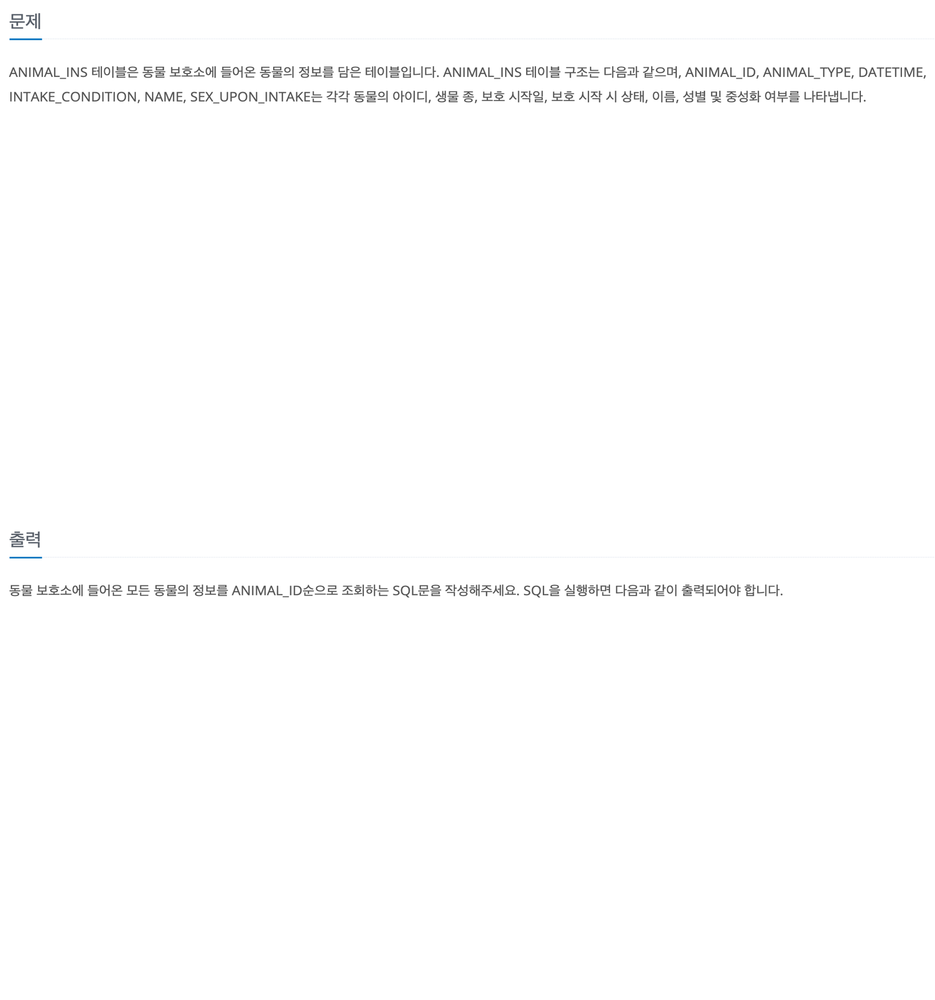 문제
ANIMAL_INS 테이블은 동물 보호소에 들어온 동물의 정보를 담은 테이블입니다. ANIMAL_INS 테이블 구조는 다음과 같으며, ANIMAL_ID, ANIMAL_TYPE, DATETIME,
INTAKE_CONDITION, NAME, SEX_UPON_INTAKE는 각각 동물의 아이디, 생물 종, 보호 시작일, 보호 시작 시 상태, 이름, 성별 및 중성화 여부를 나타냅니다.
출력
동물 보호소에 들어온 모든 동물의 정보를 ANIMAL_ID순으로 조회하는 SQL문을 작성해주세요. SQL을 실행하면 다음과 같이 출력되어야 합니다.